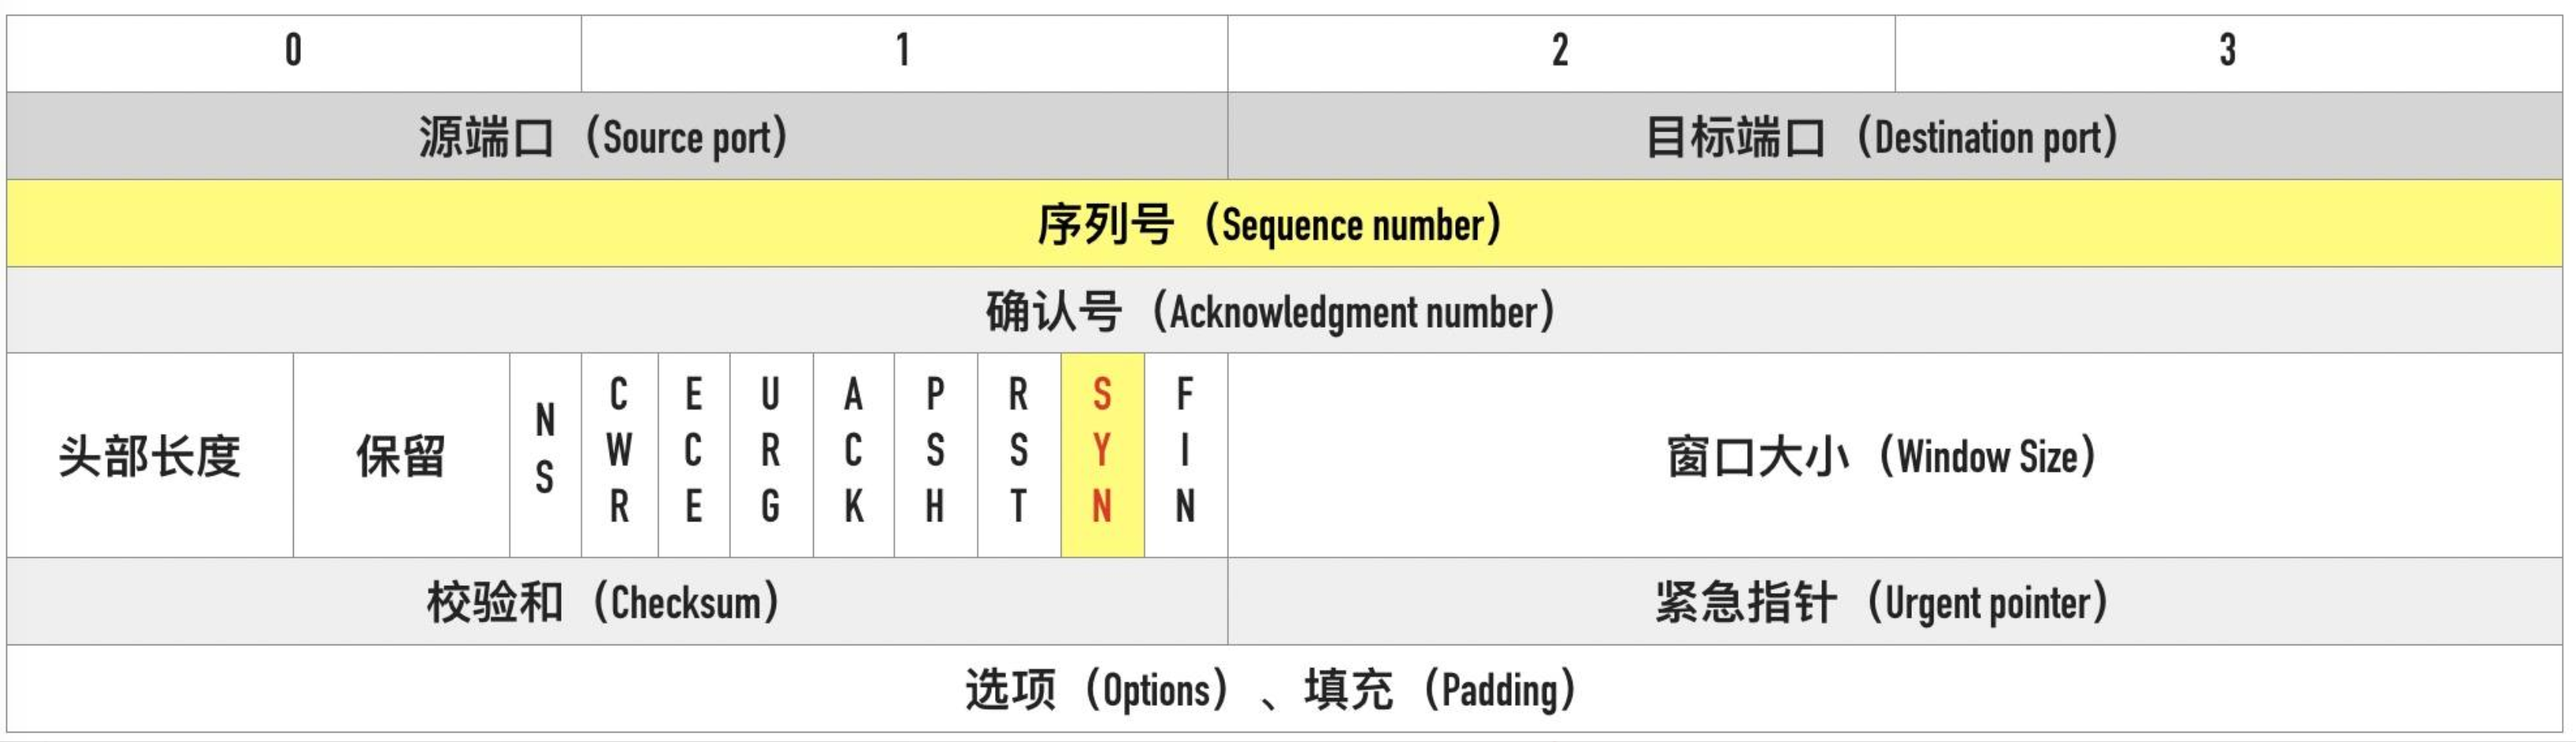 0 1 2 3
源端口（Source port） 目标端口（Destination port）
序列号（Sequence number）
确认号（Acknowledgment number）
头部长度 保留 NS CWR ECE URG ACK PSH RST SYN FIN 窗口大小（Window Size）
校验和（Checksum） 紧急指针（Urgent pointer）
选项（Options）、填充（Padding）